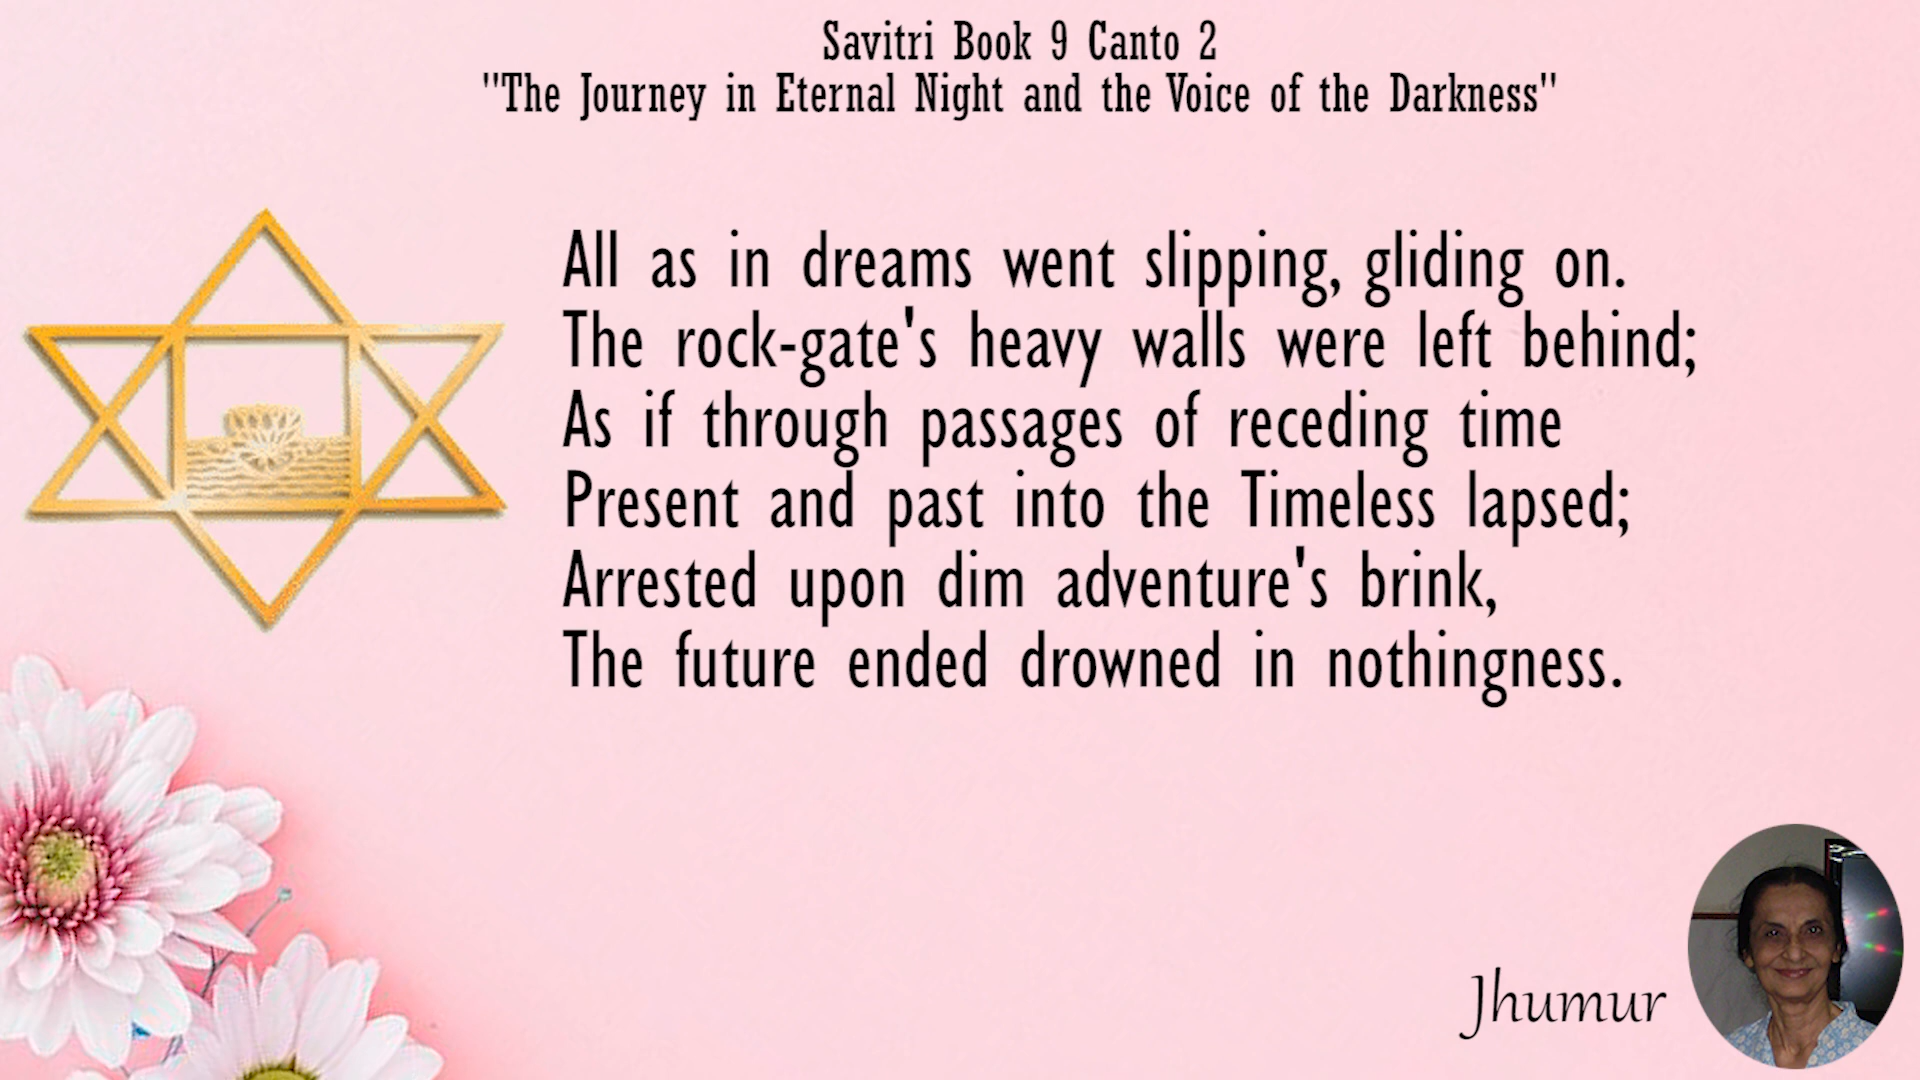 Savitri Book 9 Canto 2
"The Journey in Eternal Night and the Voice of the Darkness"
All as in dreams went slipping, gliding on.
The rock-gate's heavy walls were left behind;
As if through passages of receding time
Present and past into the Timeless lapsed;
Arrested upon dim adventure's brink,
The future ended drowned in nothingness.
Jhumur